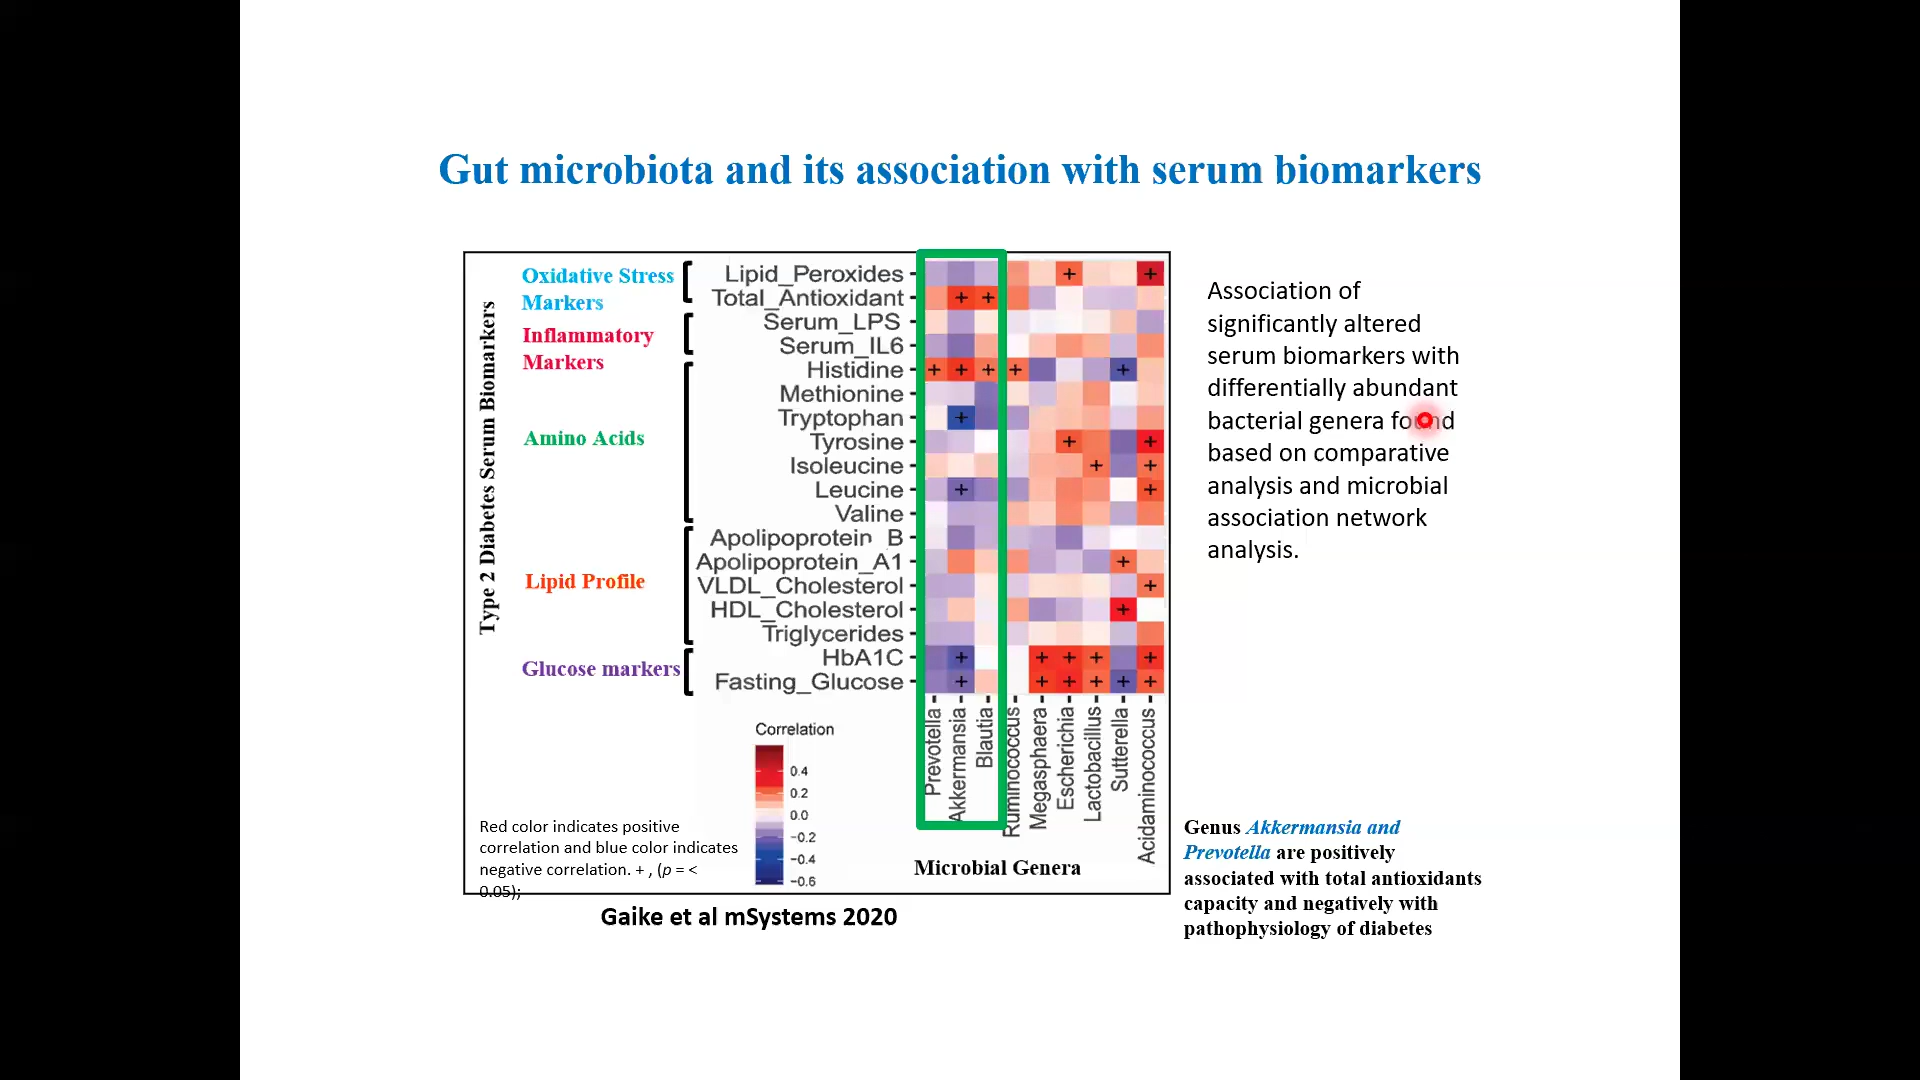 Gut microbiota and its association with serum biomarkers
Type 2 Diabetes Serum Biomarkers
Oxidative Stress
Markers
Inflammatory
Markers
Amino Acids
Lipid Profile
Glucose markers
Lipid_Peroxides
Total_Antioxidant
Serum_LPS
Serum_IL6
Histidine
Methionine
Tryptophan
Tyrosine
Isoleucine
Leucine
Valine
Apolipoprotein_B
Apolipoprotein_A1
VLDL_Cholesterol
HDL_Cholesterol
Triglycerides
HbA1C
Fasting_Glucose
Prevotella
Akkermansia
Blautia
Ruminococcus
Megasphaera
Escherichia
Lactobacillus
Sutterella
Acidaminococcus
Microbial Genera
Correlation
0.4
0.2
0.0
−0.2
−0.4
−0.6
Red color indicates positive
correlation and blue color indicates
negative correlation. + , (p = <
0.05);
Gaike et al mSystems 2020
Association of
significantly altered
serum biomarkers with
differentially abundant
bacterial genera found
based on comparative
analysis and microbial
association network
analysis.
Genus Akkermansia and
Prevotella are positively
associated with total antioxidants
capacity and negatively with
pathophysiology of diabetes